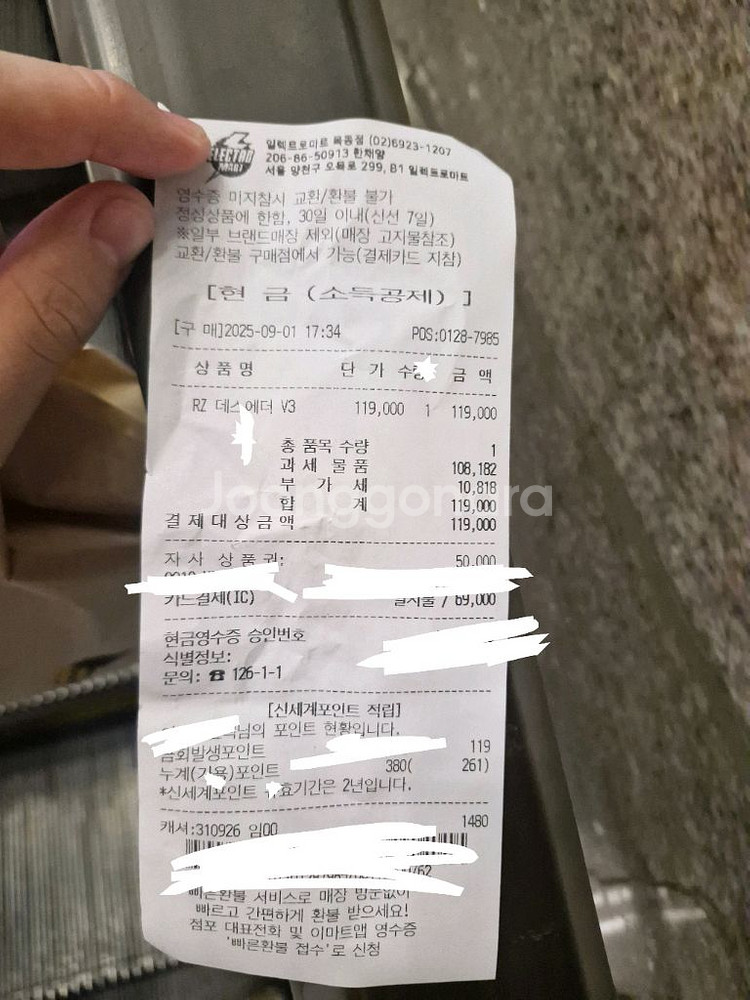 ELECTRO MART
일렉트로마트 목동점 (02)6923-1207
206-86-50913 한채양
서울 양천구 오목로 299, B1 일렉트로마트
영수증 미지참시 교환/환불 불가
정상상품에 한함, 30일 이내(신선 7일)
※일부 브랜드매장 제외(매장 고지물참조)
교환/환불 구매점에서 가능(결제카드 지참)
[현 금 (소득공제) ]
[구 매]2025-09-01 17:34 POS:0128-7985
상품명 단 가 금 액
RZ 데스에더 V3 119,000 1 119,000
총 품목 수량 1
과 세 물 품 108,182
부 가 세 10,818
합 계 119,000
결제대상금액 119,000
Joonggonara
자사 상품권: 50,000
카드결제(IC) 일시불 / 69,000
현금영수증 승인번호
식별정보:
문의: ☎ 126-1-1
[신세계포인트 적립]
님의 포인트 현황입니다.
금회발생포인트 119
누계(가용)포인트 380( 261)
*신세계포인트 유효기간은 2년입니다.
캐셔:310926 임00 1480
빠른환불 서비스로 매장 방문없이
빠르고 간편하게 환불 받으세요!
점포 대표전화 및 이마트앱 영수증
'빠른환불 접수'로 신청